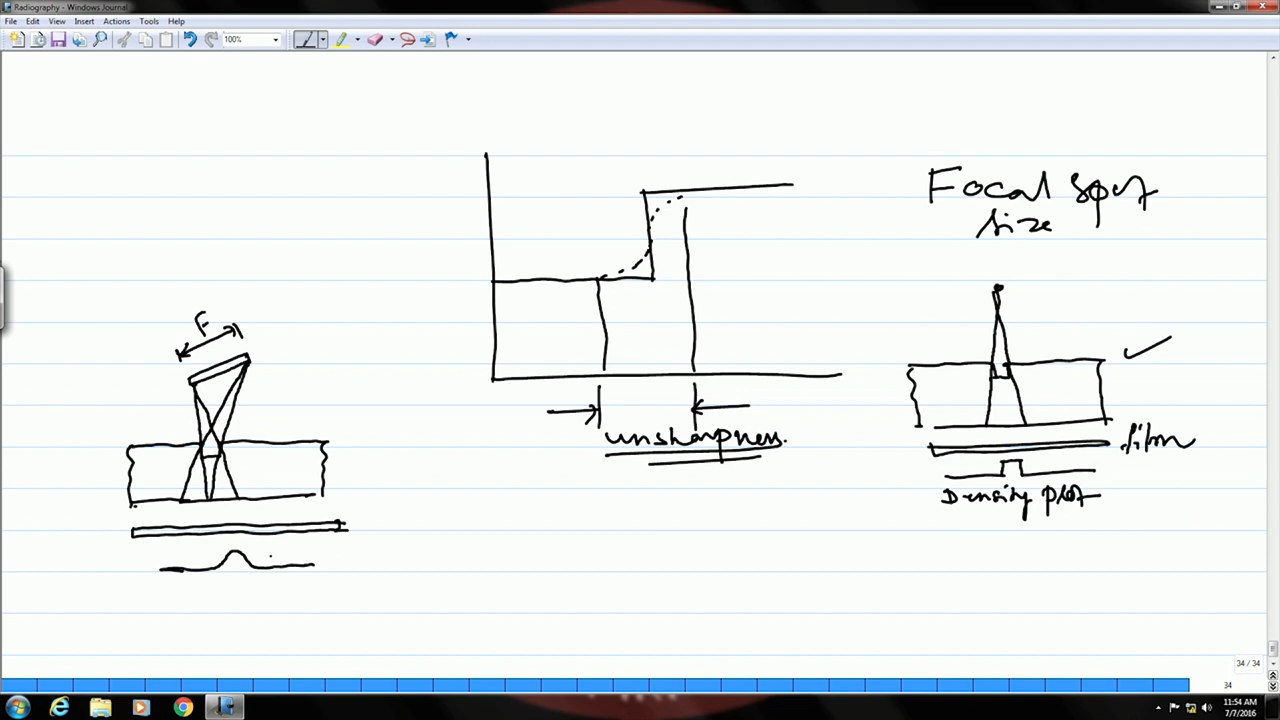 Radiography - Windows Journal
File Edit View Insert Actions Tools Help
100%
Focal spot
size
F
unsharpness.
film
Density plot
34 / 34
34
11:54 AM
7/7/2016